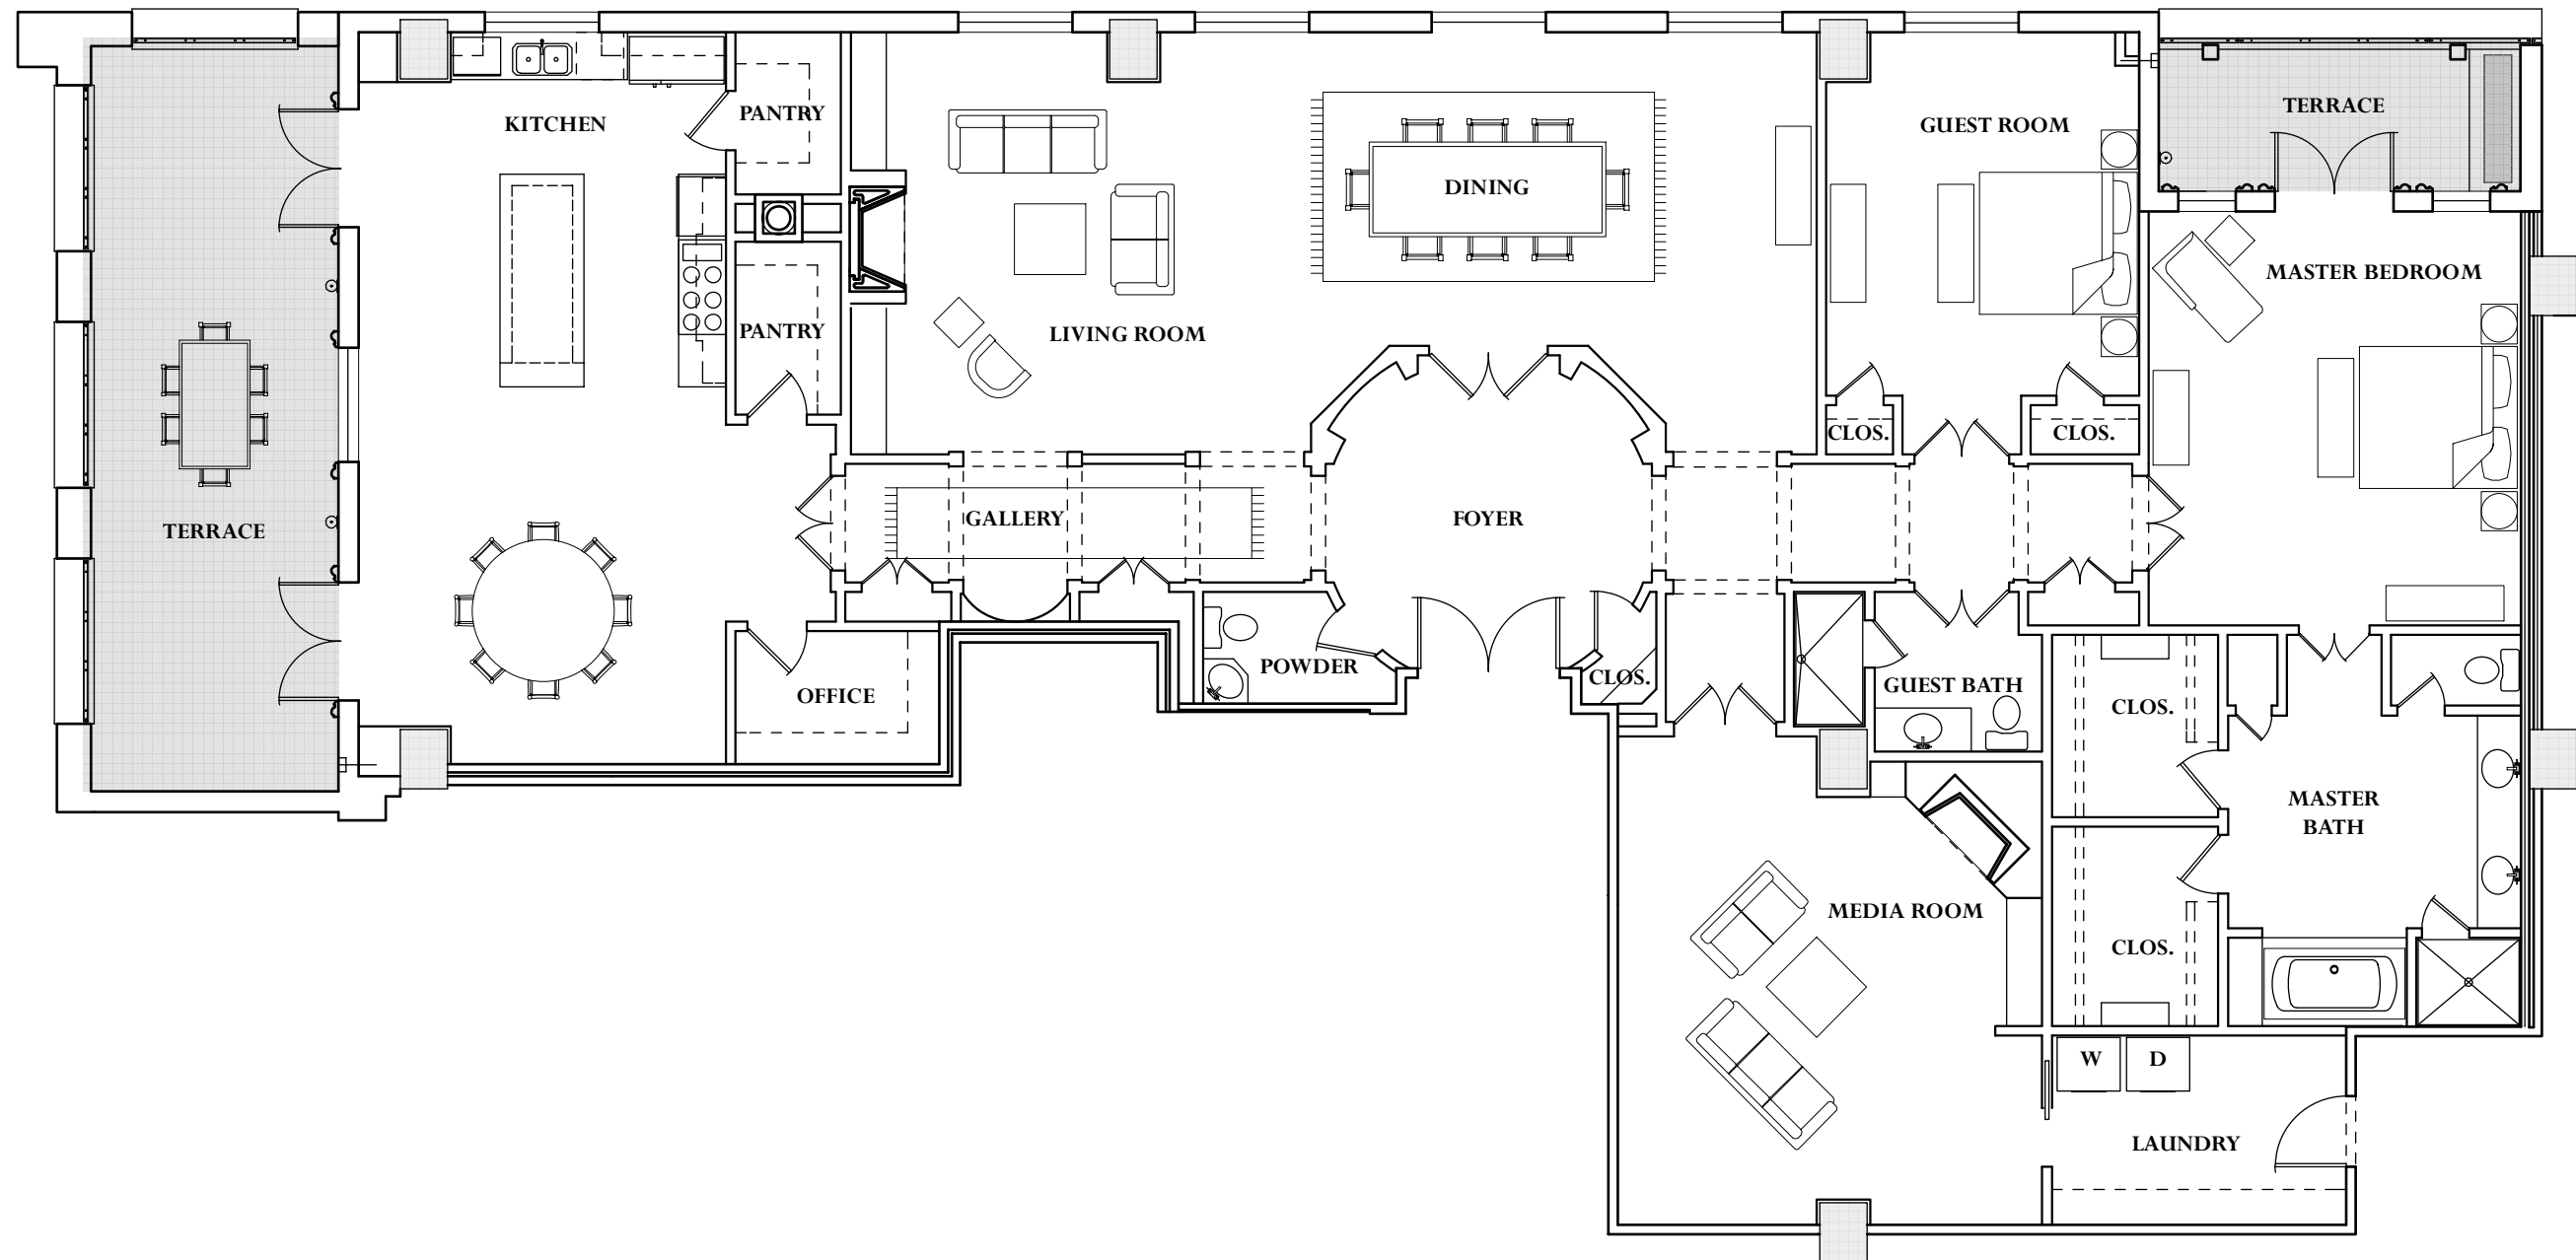 KITCHEN
PANTRY
PANTRY
LIVING ROOM
DINING
GUEST ROOM
TERRACE
MASTER BEDROOM
CLOS.
CLOS.
TERRACE
GALLERY
FOYER
OFFICE
POWDER
CLOS.
GUEST BATH
CLOS.
MASTER
BATH
MEDIA ROOM
CLOS.
W
D
LAUNDRY